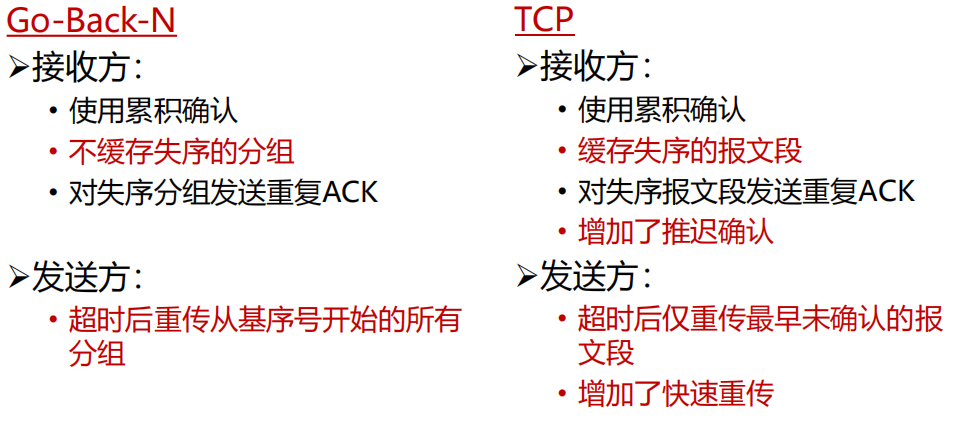 Go-Back-N
➢接收方：
• 使用累积确认
• 不缓存失序的分组
• 对失序分组发送重复ACK
➢发送方：
• 超时后重传从基序号开始的所有
分组
TCP
➢接收方：
• 使用累积确认
• 缓存失序的报文段
• 对失序报文段发送重复ACK
• 增加了推迟确认
➢发送方：
• 超时后仅重传最早未确认的报
文段
• 增加了快速重传